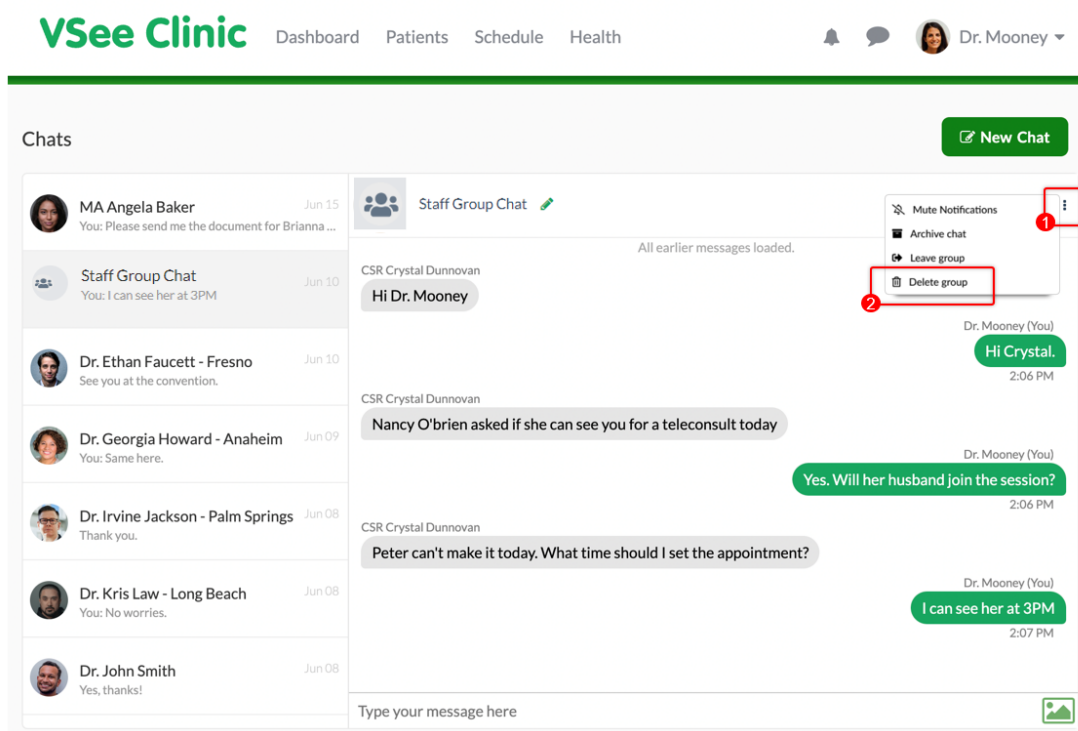 VSee Clinic Dashboard Patients Schedule Health Dr. Mooney
Chats
New Chat
MA Angela Baker Jun 15
You: Please send me the document for Brianna ...
Staff Group Chat Jun 10
You: I can see her at 3PM
Dr. Ethan Faucett - Fresno Jun 10
See you at the convention.
Dr. Georgia Howard - Anaheim Jun 09
You: Same here.
Dr. Irvine Jackson - Palm Springs Jun 08
Thank you.
Dr. Kris Law - Long Beach Jun 08
You: No worries.
Dr. John Smith Jun 08
Yes, thanks!
Staff Group Chat
1
Mute Notifications
Archive chat
Leave group
Delete group
2
All earlier messages loaded.
CSR Crystal Dunnovan
Hi Dr. Mooney
Dr. Mooney (You)
Hi Crystal.
2:06 PM
CSR Crystal Dunnovan
Nancy O'brien asked if she can see you for a teleconsult today
Dr. Mooney (You)
Yes. Will her husband join the session?
2:06 PM
CSR Crystal Dunnovan
Peter can't make it today. What time should I set the appointment?
Dr. Mooney (You)
I can see her at 3PM
2:07 PM
Type your message here